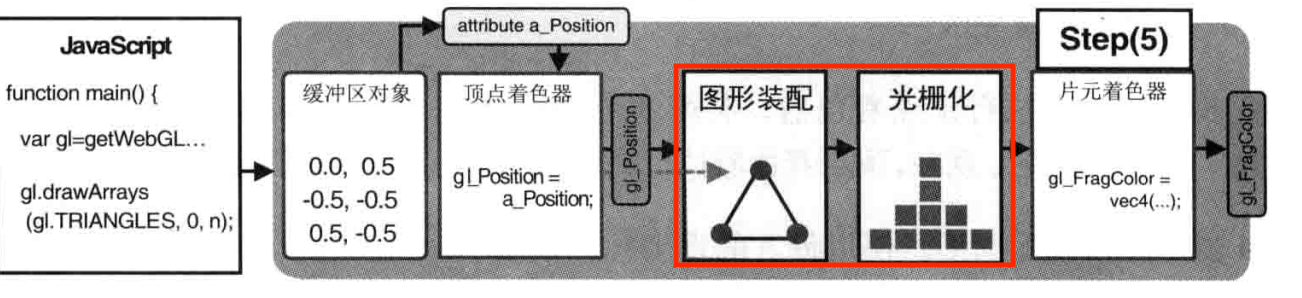 JavaScript
function main() {
var gl=getWebGL...
gl.drawArrays
(gl.TRIANGLES, 0, n);
attribute a_Position
缓冲区对象
0.0, 0.5
-0.5, -0.5
0.5, -0.5
顶点着色器
gl_Position =
a_Position;
gl_Position
图形装配
光栅化
Step(5)
片元着色器
gl_FragColor =
vec4(...);
gl_FragColor